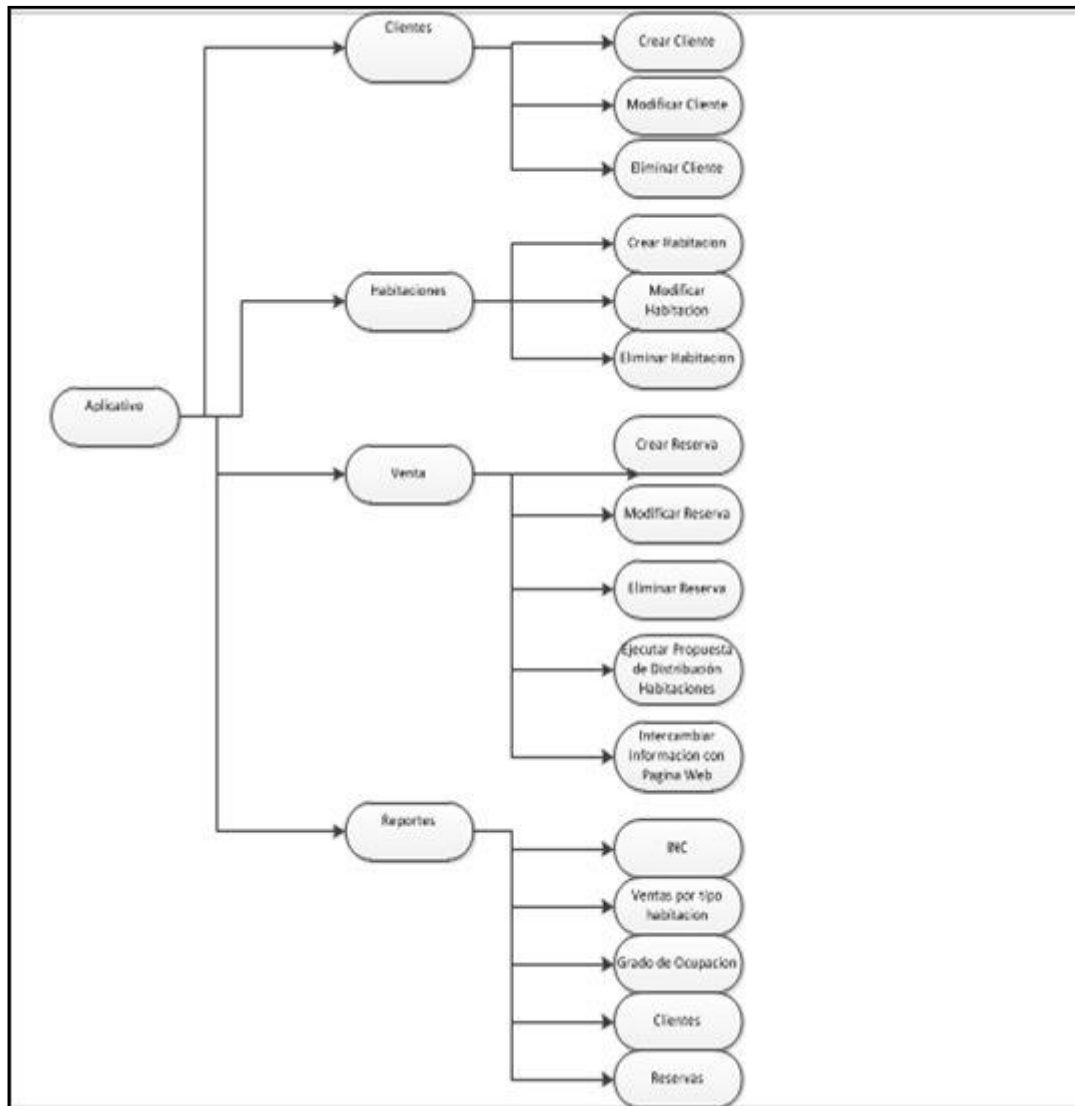 Clientes
Crear Cliente
Modificar Cliente
Eliminar Cliente
Habitaciones
Crear Habitacion
Modificar
Habitacion
Eliminar Habitacion
Aplicativo
Venta
Crear Reserva
Modificar Reserva
Eliminar Reserva
Ejecutar Propuesta
de Distribución
Habitaciones
Intercambiar
Informacion con
Pagina Web
Reportes
INC
Ventas por tipo
habitacion
Grado de Ocupacion
Clientes
Reservas